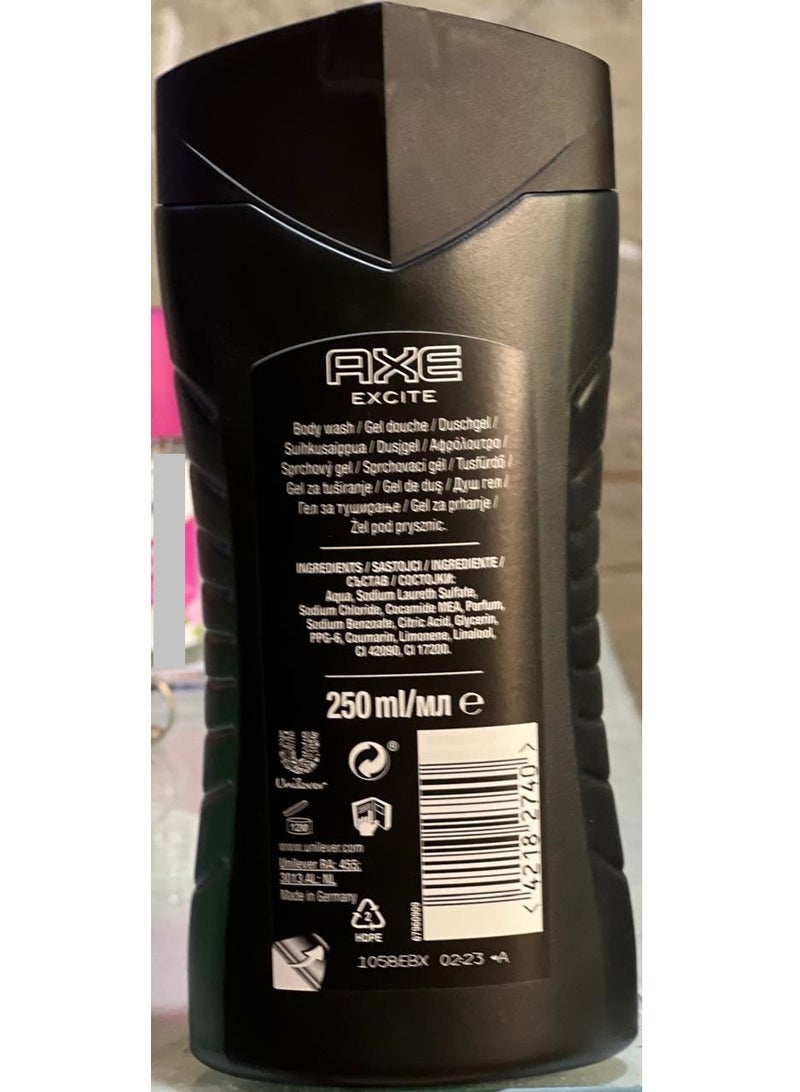 AXE
EXCITE
Body wash / Gel douche / Duschgel /
Suihkusaippua / Dusjgel / Αφρόλουτρο /
Sprchový gel / Sprchovací gél / Tusfürdő /
Gel za tuširanje / Gel de duș / Душ гел /
Гел за туширање / Gel za prhanje /
Żel pod prysznic.
INGREDIENTS / SASTOJCI / INGREDIENTE /
СЪСТАВ / СОСТОЈКИ:
Aqua, Sodium Laureth Sulfate,
Sodium Chloride, Cocamide MEA, Parfum,
Sodium Benzoate, Citric Acid, Glycerin,
PPG-6, Coumarin, Limonene, Linalool,
CI 42090, CI 17200.
250 ml/мл e
Unilever
®
12M
www.unilever.com
Unilever RA: 455;
3013 AL: NL
Made in Germany
2
HDPE
67960909
< 4218 2740 >
1058EBX 02-23 A